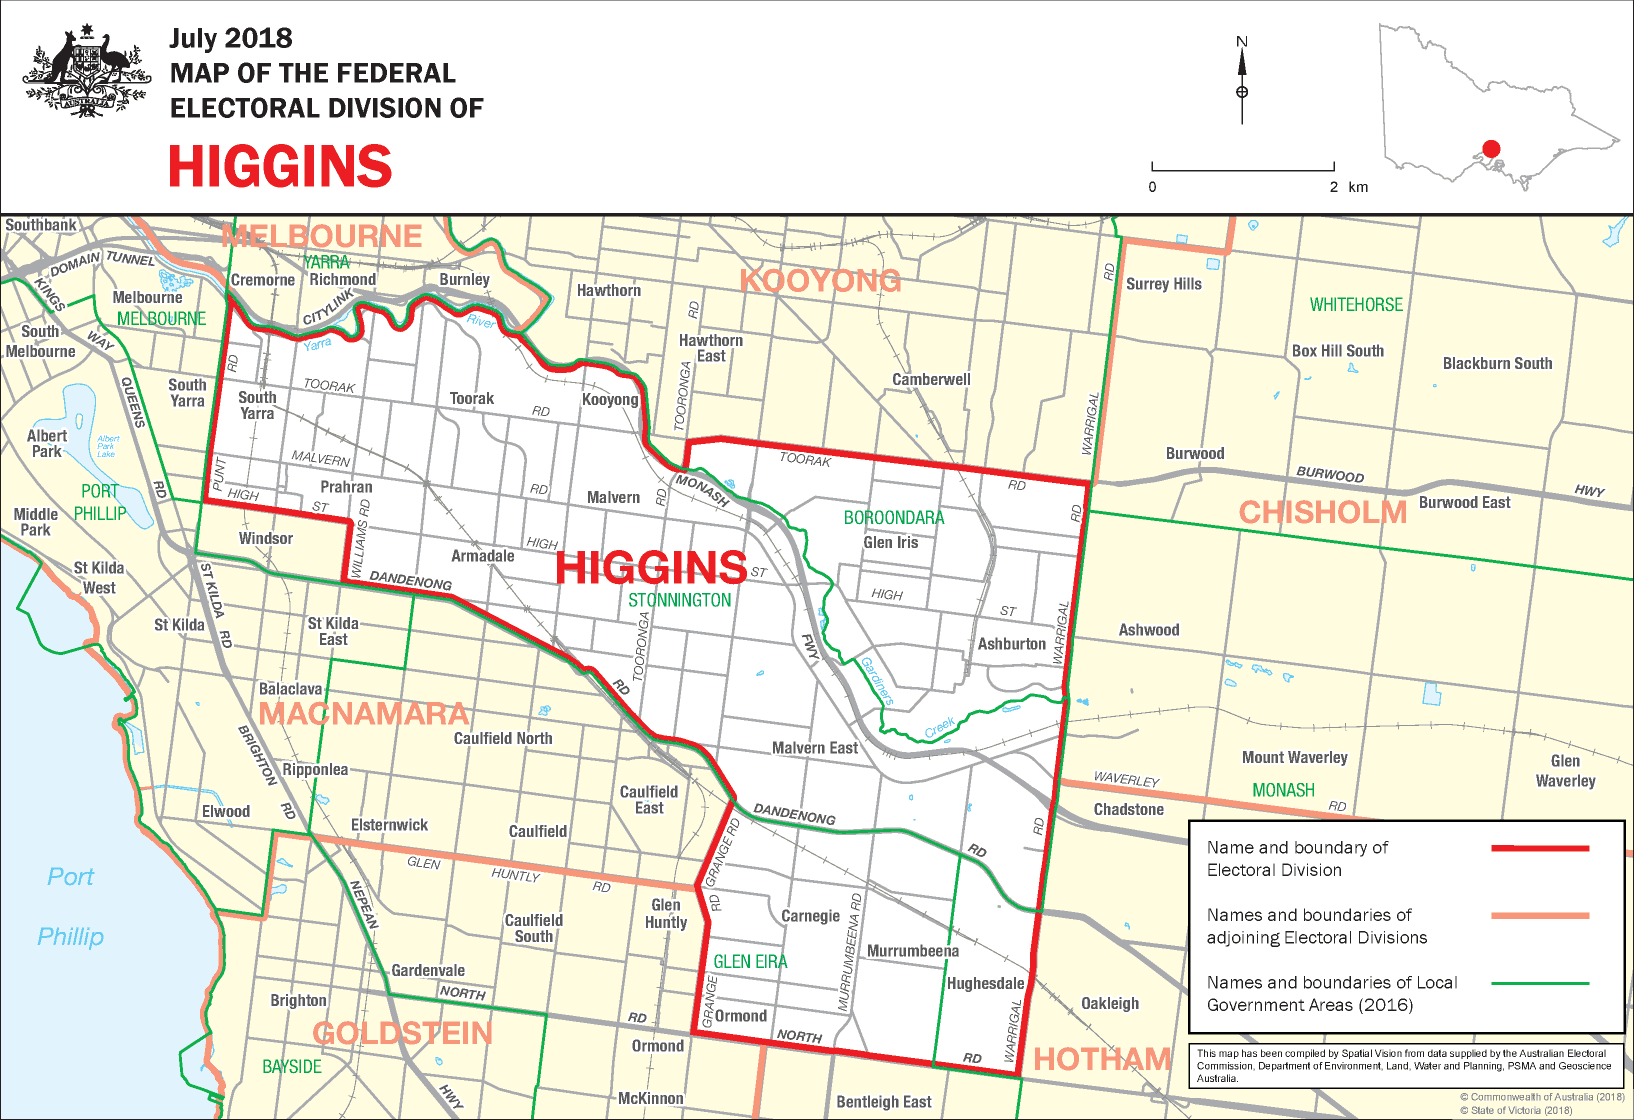 July 2018
MAP OF THE FEDERAL
ELECTORAL DIVISION OF
HIGGINS
AUSTRALIA
N
0
2 km
Southbank
MELBOURNE
YARRA
DOMAIN TUNNEL
Cremorne
Richmond
Burnley
KINGS
WAY
Melbourne
MELBOURNE
CITYLINK
Hawthorn
KOOYONG
RD
Surrey Hills
WHITEHORSE
South
Melbourne
Yarra
River
RD
Hawthorn
East
Box Hill South
Blackburn South
QUEENS
RD
South
Yarra
RD
South
Yarra
TOORAK
RD
Toorak
Kooyong
TOORONGA
RD
Camberwell
WARRIGAL
Albert
Park
Albert
Park
Lake
PORT
PHILLIP
Middle
Park
PUNT
MALVERN
RD
Prahran
HIGH
ST
Malvern
MONASH
TOORAK
RD
Burwood
BURWOOD
HWY
Burwood East
CHISHOLM
BOROONDARA
Glen Iris
RD
Windsor
WILLIAMS RD
Armadale
HIGH
ST
HIGGINS
STONNINGTON
DANDENONG
St Kilda
West
ST KILDA
RD
St Kilda
St Kilda
East
HIGH
ST
Ashburton
WARRIGAL
Ashwood
TOORONGA
FWY
Gardiners
Creek
RD
Balaclava
MACNAMARA
Caulfield North
Malvern East
BRIGHTON
RD
Ripponlea
Mount Waverley
Glen
Waverley
MONASH
WAVERLEY
RD
Chadstone
Caulfield
East
Elwood
Elsternwick
Caulfield
DANDENONG
RD
RD
GRANGE RD
GLEN
HUNTLY
RD
RD
Port
Phillip
NEPEAN
HWY
Glen
Huntly
Caulfield
South
Carnegie
MURRUMBEENA RD
Murrumbeena
GLEN EIRA
Hughesdale
Gardenvale
NORTH
RD
Brighton
GRANGE
Ormond
NORTH
RD
WARRIGAL
Oakleigh
GOLDSTEIN
Ormond
HOTHAM
BAYSIDE
McKinnon
Bentleigh East
Name and boundary of
Electoral Division
Names and boundaries of
adjoining Electoral Divisions
Names and boundaries of Local
Government Areas (2016)
This map has been compiled by Spatial Vision from data supplied by the Australian Electoral
Commission, Department of Environment, Land, Water and Planning, PSMA and Geoscience
Australia.
© Commonwealth of Australia (2018)
© State of Victoria (2018)